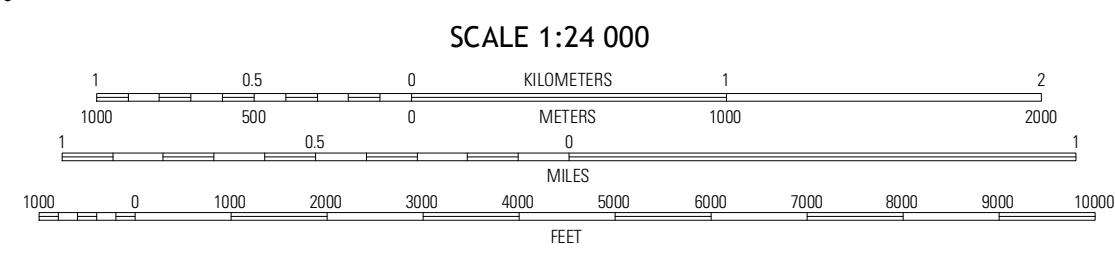 SCALE 1:24 000
1 0.5 0 KILOMETERS 1 2
1000 500 0 METERS 1000 2000
1 0.5 0 1
MILES
1000 0 1000 2000 3000 4000 5000 6000 7000 8000 9000 10000
FEET